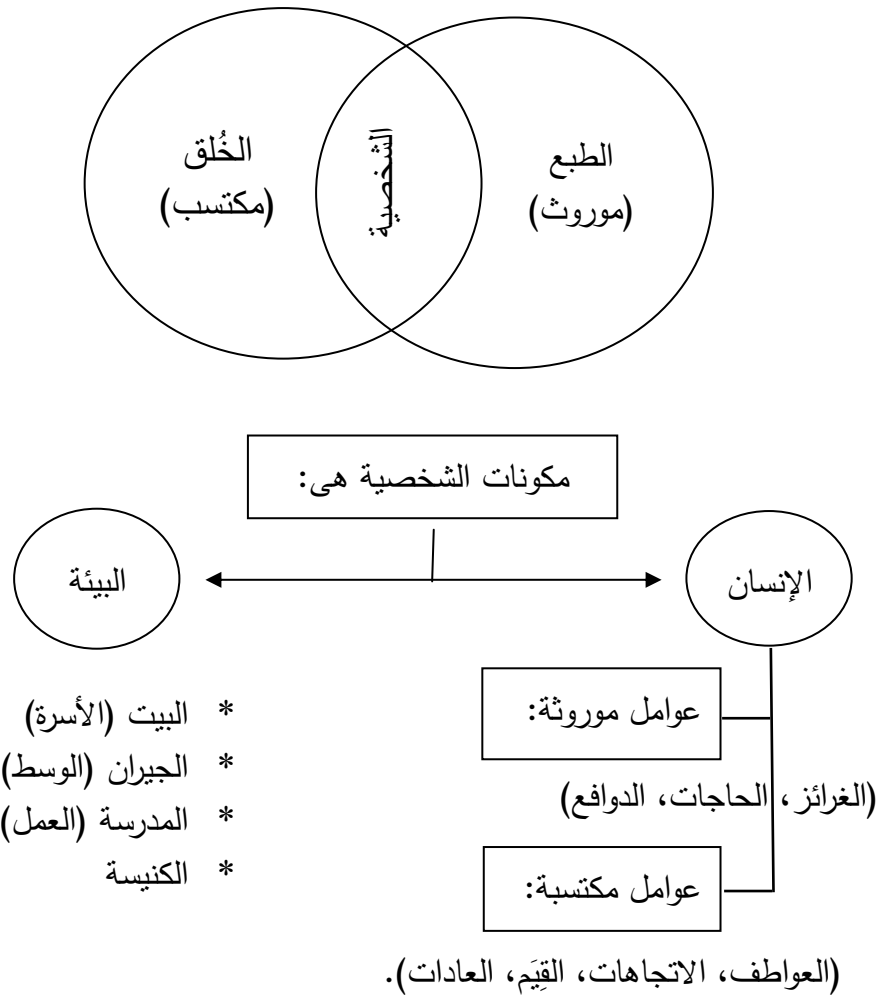 الطبع
(موروث)
الشخصية
الخُلق
(مكتسب)
مكونات الشخصية هى:
الإنسان
عوامل موروثة:
(الغرائز، الحاجات، الدوافع)
عوامل مكتسبة:
(العواطف، الاتجاهات، القِيَم، العادات).
البيئة
* البيت (الأسرة)
* الجيران (الوسط)
* المدرسة (العمل)
* الكنيسة